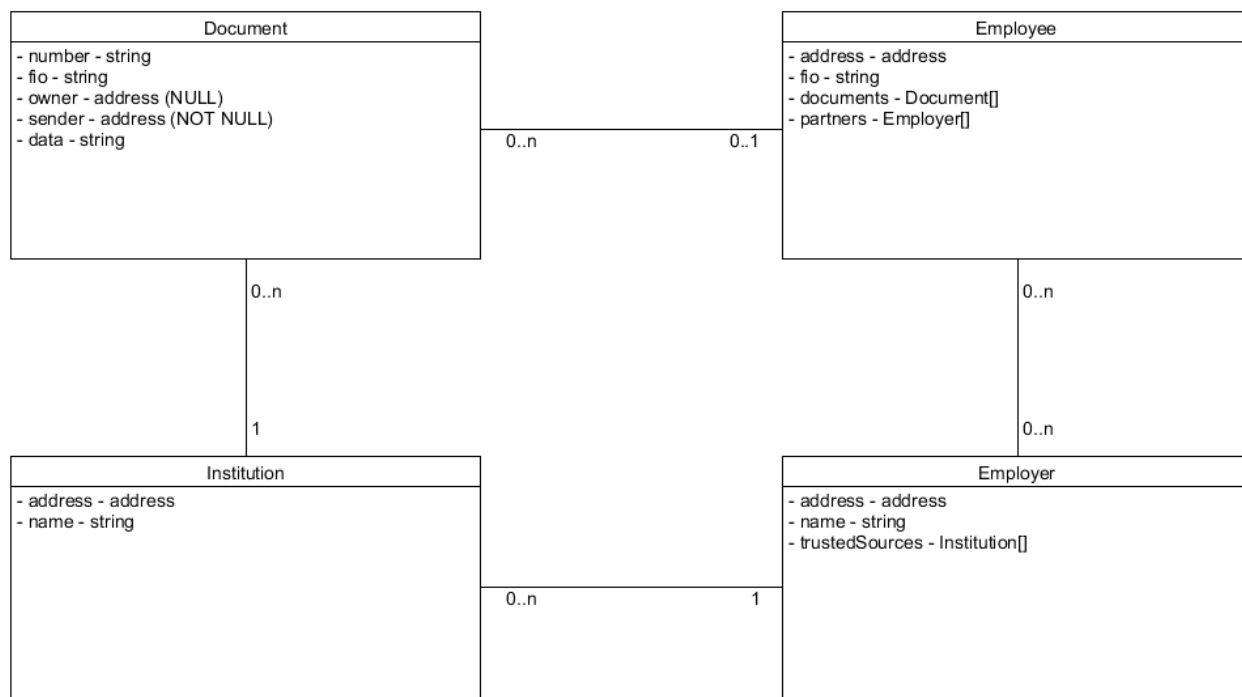 Document
- number - string
- fio - string
- owner - address (NULL)
- sender - address (NOT NULL)
- data - string
Employee
- address - address
- fio - string
- documents - Document[]
- partners - Employer[]
0..n
0..1
0..n
1
0..n
0..n
Institution
- address - address
- name - string
Employer
- address - address
- name - string
- trustedSources - Institution[]
0..n
1